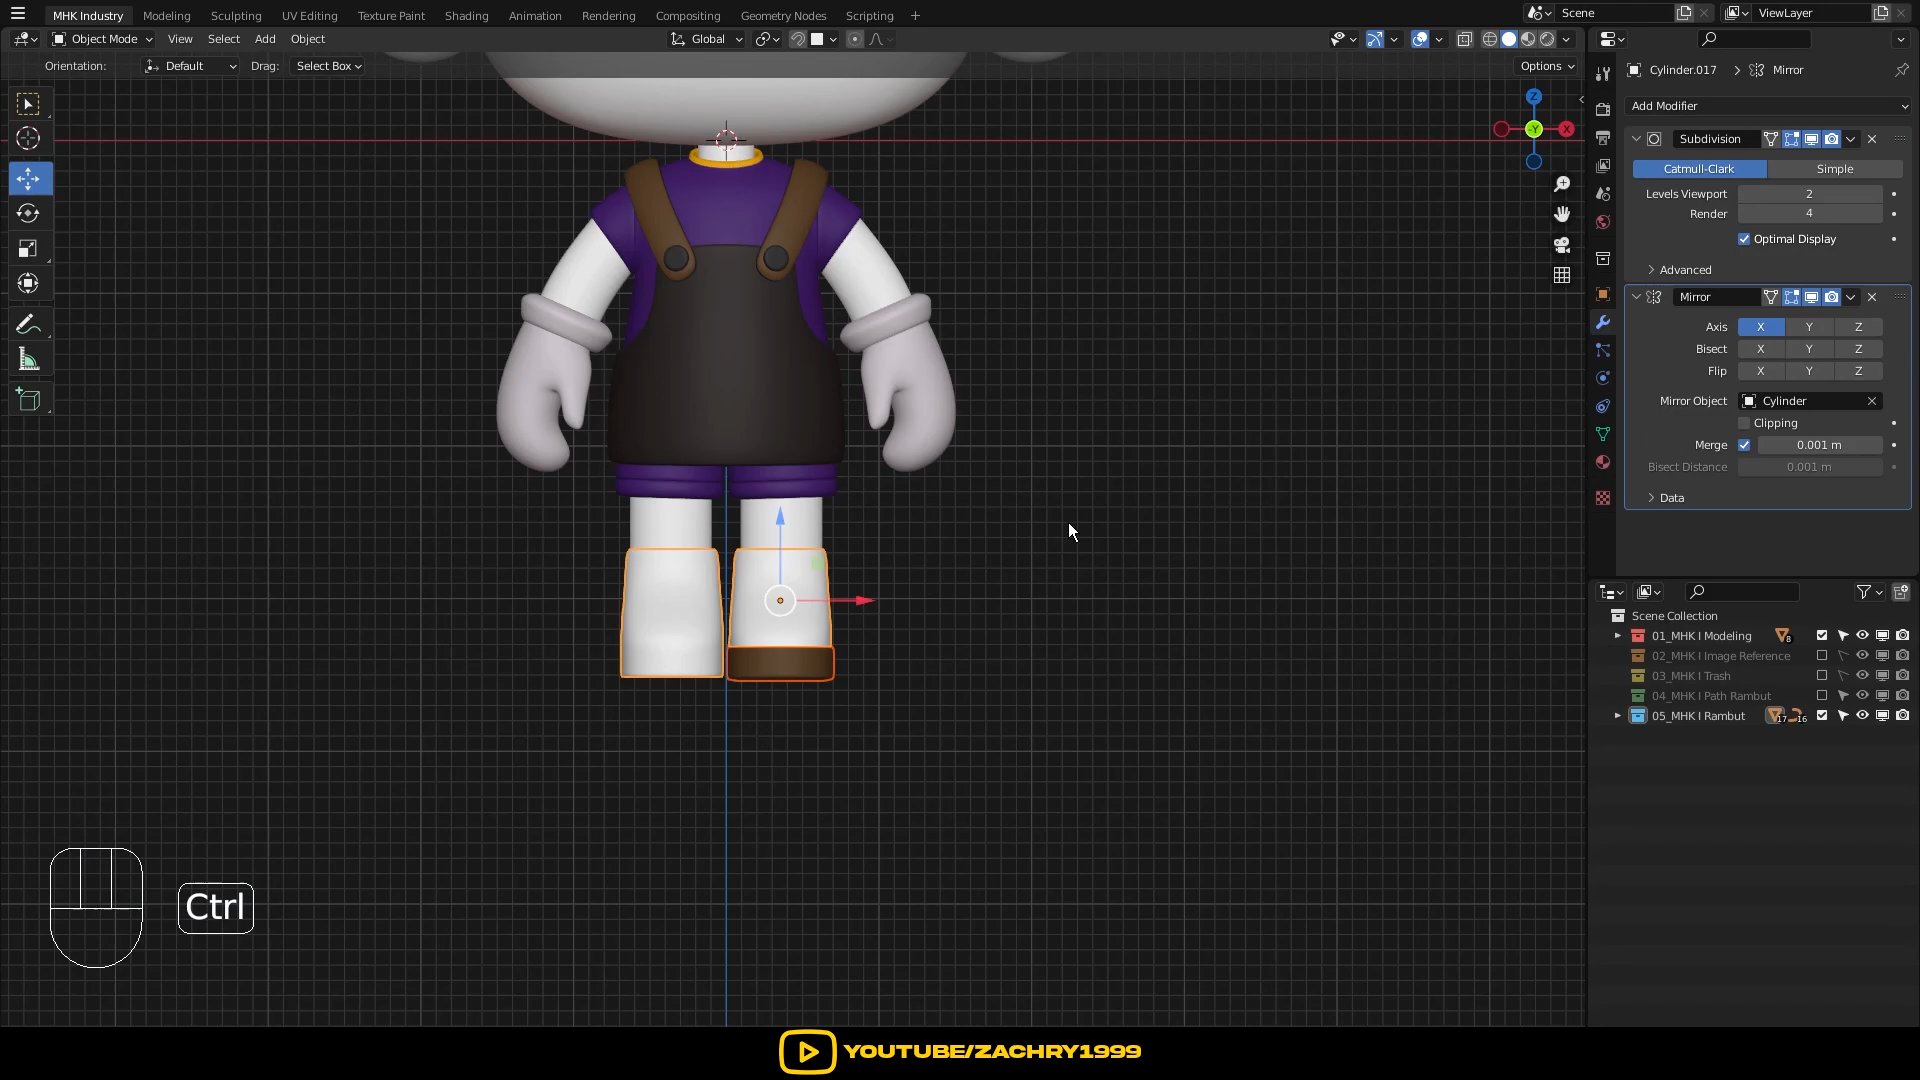 MHK Industry Modeling Sculpting UV Editing Texture Paint Shading Animation Rendering Compositing Geometry Nodes Scripting +
Scene
ViewLayer
Object Mode View Select Add Object
Global
Orientation: Default Drag: Select Box
Options
Z
-Y
X
Cylinder.017 > Mirror
Add Modifier
Subdivision
Catmull-Clark Simple
Levels Viewport 2
Render 4
Optimal Display
Advanced
Mirror
Axis X Y Z
Bisect X Y Z
Flip X Y Z
Mirror Object Cylinder
Clipping
Merge 0.001 m
Bisect Distance 0.001 m
Data
Scene Collection
01_MHK I Modeling 8
02_MHK I Image Reference
03_MHK I Trash
04_MHK I Path Rambut
05_MHK I Rambut 17 16
Ctrl
YOUTUBE/ZACHRY1999